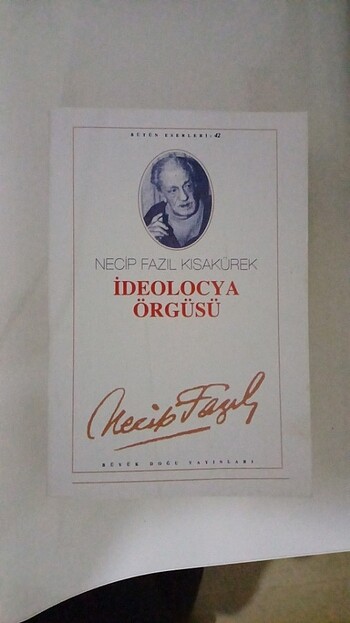 BÜTÜN ESERLERİ: 42
NECİP FAZIL KISAKÜREK
İDEOLOCYA
ÖRGÜSÜ
Necip Fazıl
BÜYÜK DOĞU YAYINLARI